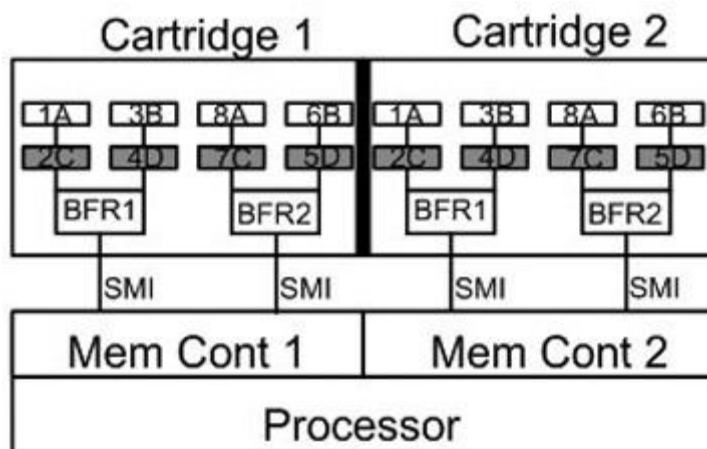 Cartridge 1 Cartridge 2
1A 3B 8A 6B 1A 3B 8A 6B
2C 4D 7C 5D 2C 4D 7C 5D
BFR1 BFR2 BFR1 BFR2
SMI SMI SMI SMI
Mem Cont 1 Mem Cont 2
Processor